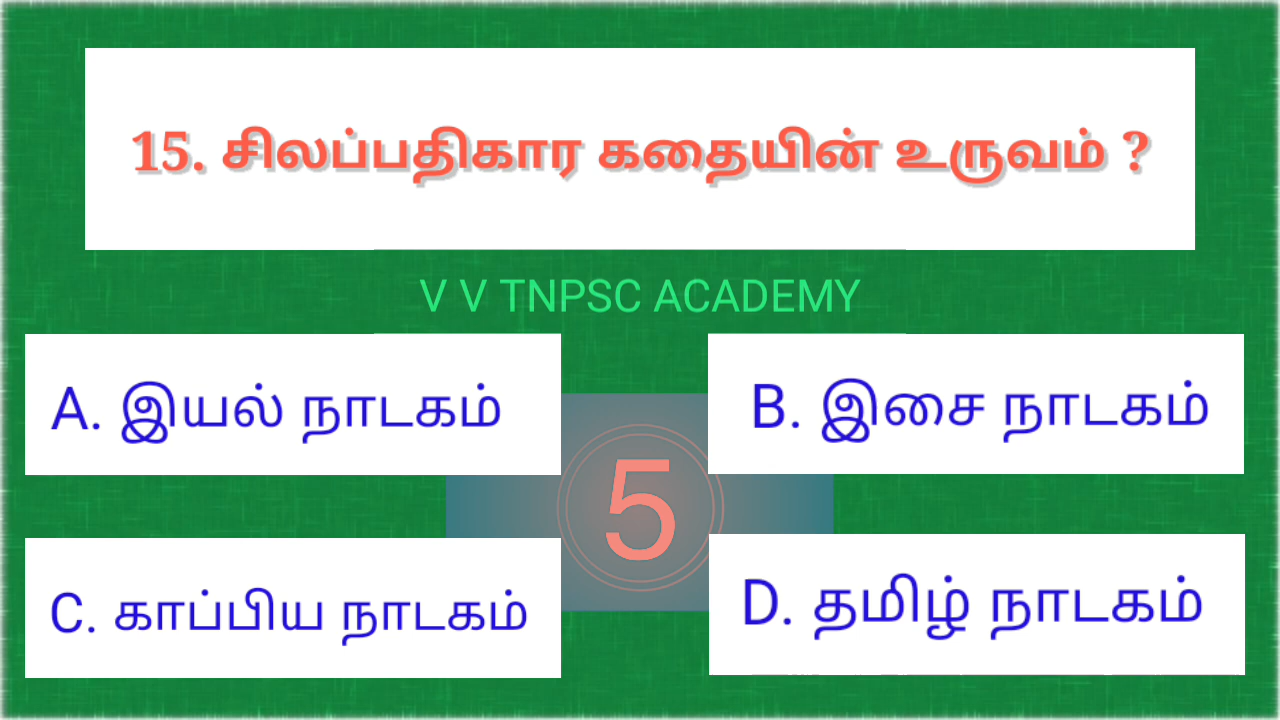 15. சிலப்பதிகார கதையின் உருவம் ?
V V TNPSC ACADEMY
A. இயல் நாடகம்
B. இசை நாடகம்
5
C. காப்பிய நாடகம்
D. தமிழ் நாடகம்